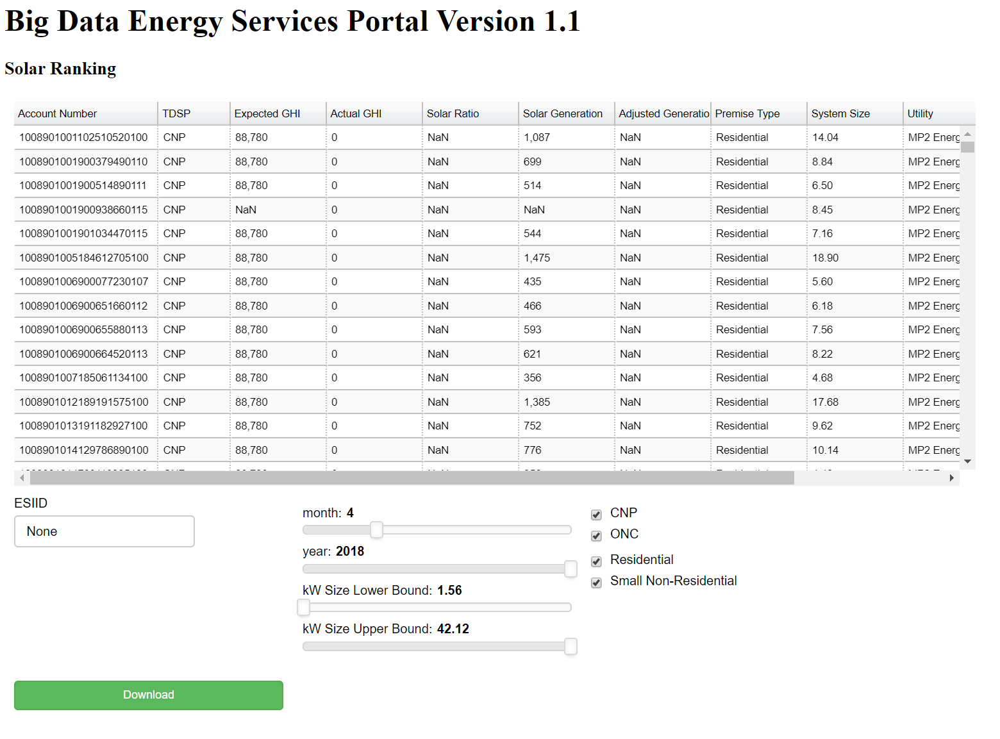 Big Data Energy Services Portal Version 1.1
Solar Ranking
Account Number TDSP Expected GHI Actual GHI Solar Ratio Solar Generation Adjusted Generatio Premise Type System Size Utility
1008901001102510520100 CNP 88,780 0 NaN 1,087 NaN Residential 14.04 MP2 Energ
1008901001900379490110 CNP 88,780 0 NaN 699 NaN Residential 8.84 MP2 Energ
1008901001900514890111 CNP 88,780 0 NaN 514 NaN Residential 6.50 MP2 Energ
1008901001900938660115 CNP NaN 0 NaN NaN NaN Residential 8.45 MP2 Energ
1008901001901034470115 CNP 88,780 0 NaN 544 NaN Residential 7.16 MP2 Energ
1008901005184612705100 CNP 88,780 0 NaN 1,475 NaN Residential 18.90 MP2 Energ
1008901006900077230107 CNP 88,780 0 NaN 435 NaN Residential 5.60 MP2 Energ
1008901006900651660112 CNP 88,780 0 NaN 466 NaN Residential 6.18 MP2 Energ
1008901006900655880113 CNP 88,780 0 NaN 593 NaN Residential 7.56 MP2 Energ
1008901006900664520113 CNP 88,780 0 NaN 621 NaN Residential 8.22 MP2 Energ
1008901007185061134100 CNP 88,780 0 NaN 356 NaN Residential 4.68 MP2 Energ
1008901012189191575100 CNP 88,780 0 NaN 1,385 NaN Residential 17.68 MP2 Energ
1008901013191182927100 CNP 88,780 0 NaN 752 NaN Residential 9.62 MP2 Energ
1008901014129786890100 CNP 88,780 0 NaN 776 NaN Residential 10.14 MP2 Energ
ESIID
None
month: 4
year: 2018
kW Size Lower Bound: 1.56
kW Size Upper Bound: 42.12
CNP
ONC
Residential
Small Non-Residential
Download